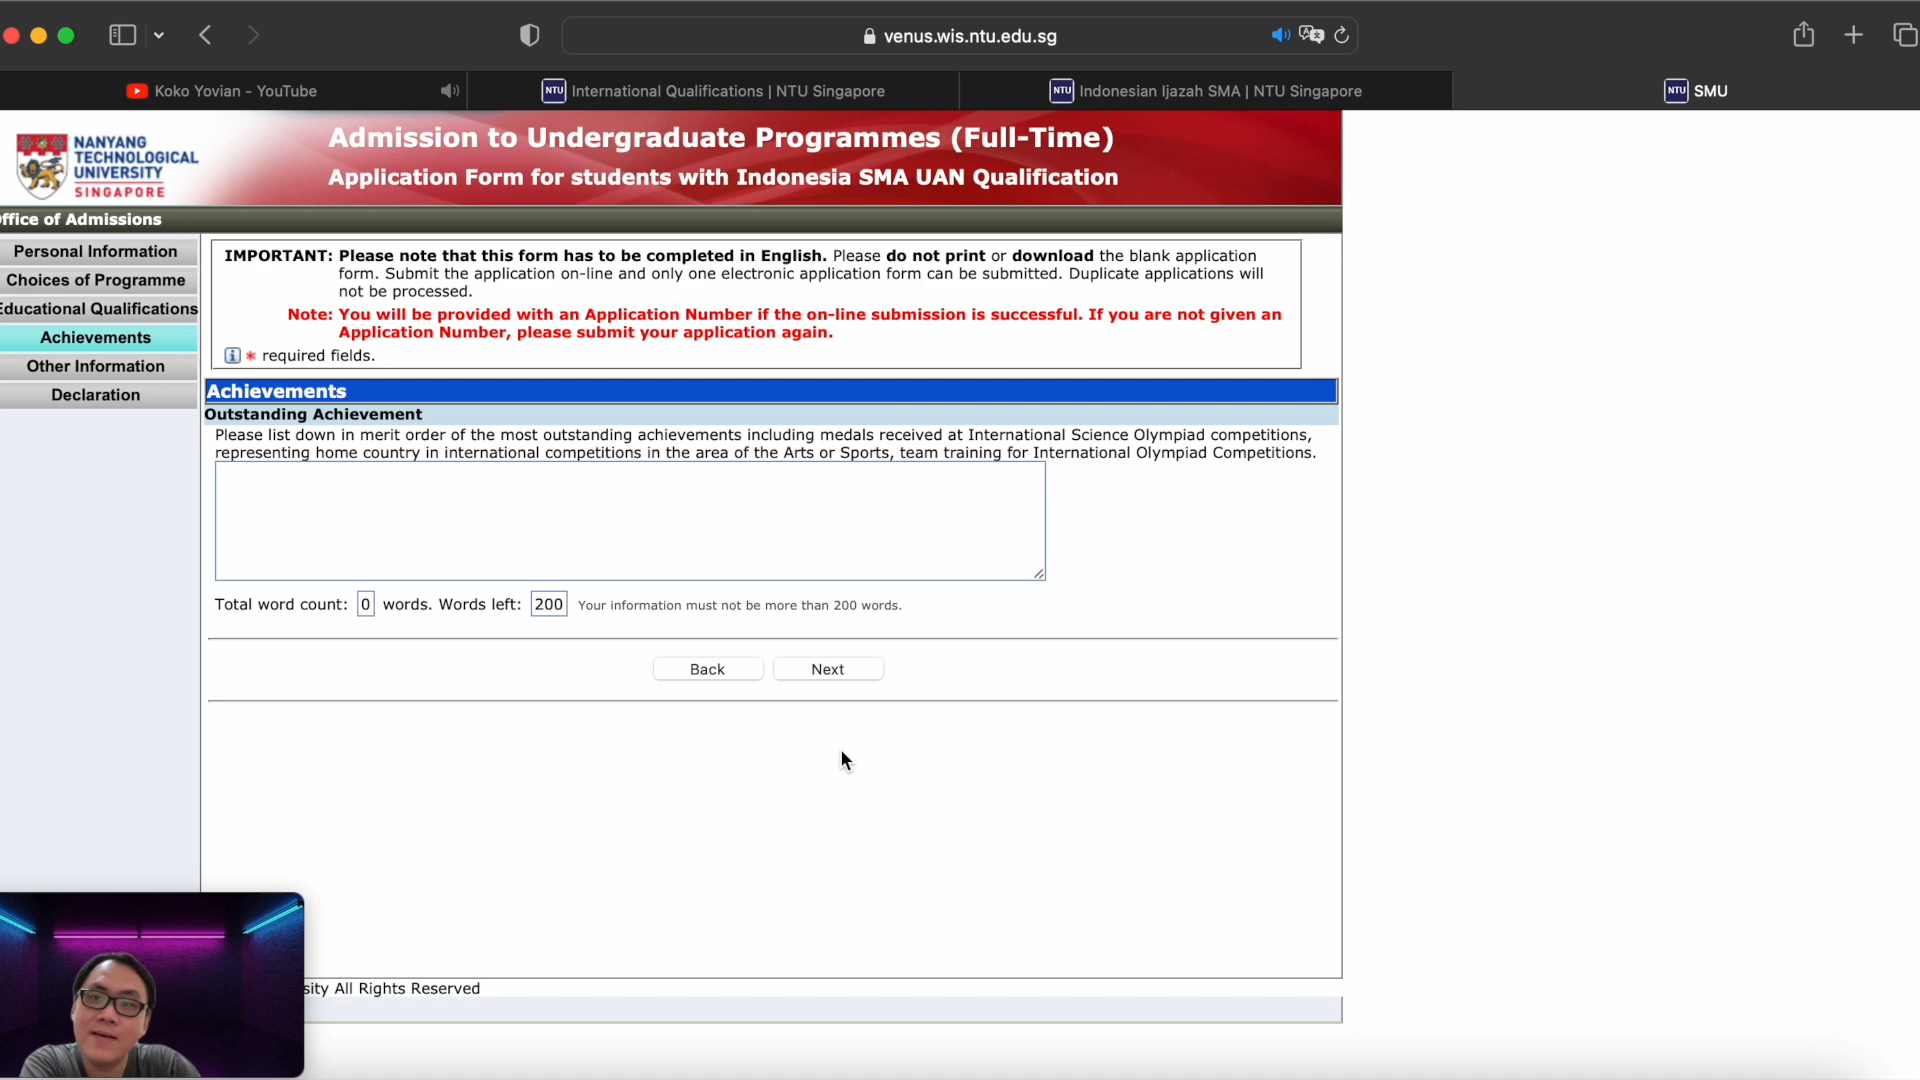 venus.wis.ntu.edu.sg
Koko Yovian - YouTube
NTU International Qualifications | NTU Singapore
NTU Indonesian Ijazah SMA | NTU Singapore
NTU SMU
NANYANG
TECHNOLOGICAL
UNIVERSITY
SINGAPORE
Admission to Undergraduate Programmes (Full-Time)
Application Form for students with Indonesia SMA UAN Qualification
ffice of Admissions
Personal Information
Choices of Programme
Educational Qualifications
Achievements
Other Information
Declaration
IMPORTANT: Please note that this form has to be completed in English. Please do not print or download the blank application
form. Submit the application on-line and only one electronic application form can be submitted. Duplicate applications will
not be processed.
Note: You will be provided with an Application Number if the on-line submission is successful. If you are not given an
Application Number, please submit your application again.
* required fields.
Achievements
Outstanding Achievement
Please list down in merit order of the most outstanding achievements including medals received at International Science Olympiad competitions,
representing home country in international competitions in the area of the Arts or Sports, team training for International Olympiad Competitions.
Total word count: 0 words. Words left: 200 Your information must not be more than 200 words.
Back Next
sity All Rights Reserved